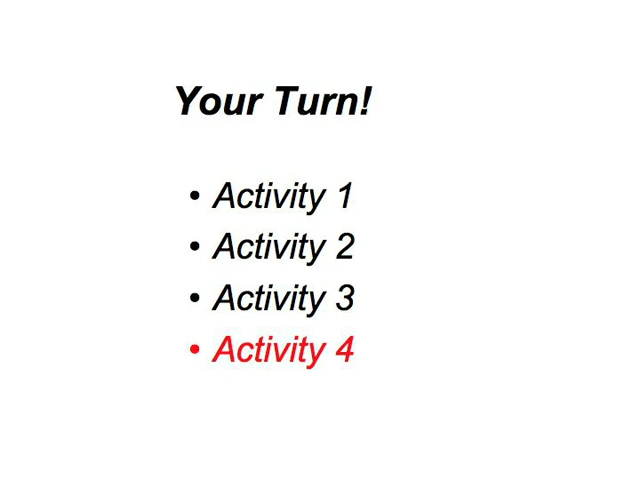 Your Turn!
• Activity 1
• Activity 2
• Activity 3
• Activity 4